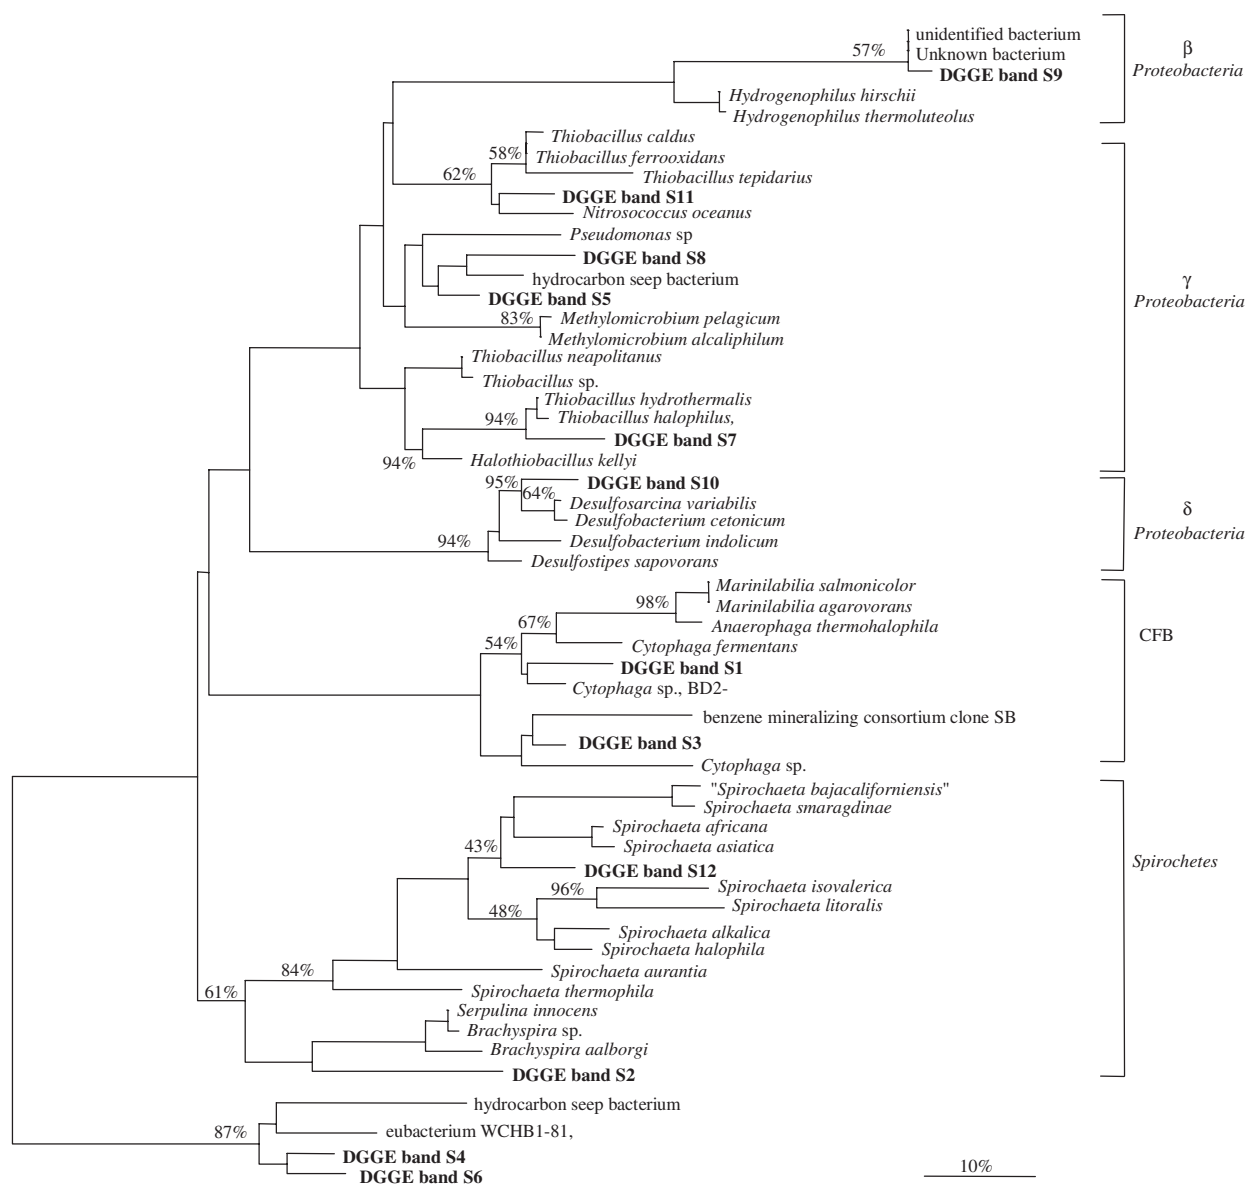 unidentified bacterium
57%
Unknown bacterium
DGGE band S9
β
Proteobacteria
Hydrogenophilus hirschii
Hydrogenophilus thermoluteolus
Thiobacillus caldus
58%
Thiobacillus ferrooxidans
62%
Thiobacillus tepidarius
DGGE band S11
Nitrosococcus oceanus
Pseudomonas sp
DGGE band S8
hydrocarbon seep bacterium
DGGE band S5
γ
Proteobacteria
83%
Methylomicrobium pelagicum
Methylomicrobium alcaliphilum
Thiobacillus neapolitanus
Thiobacillus sp.
Thiobacillus hydrothermalis
94%
Thiobacillus halophilus,
DGGE band S7
94%
Halothiobacillus kellyi
95%
DGGE band S10
64%
Desulfosarcina variabilis
Desulfobacterium cetonicum
δ
Proteobacteria
94%
Desulfobacterium indolicum
Desulfostipes sapovorans
Marinilabilia salmonicolor
98%
Marinilabilia agarovorans
67%
Anaerophaga thermohalophila
CFB
54%
Cytophaga fermentans
DGGE band S1
Cytophaga sp., BD2-
benzene mineralizing consortium clone SB
DGGE band S3
Cytophaga sp.
"Spirochaeta bajacaliforniensis"
Spirochaeta smaragdinae
Spirochaeta africana
43%
Spirochaeta asiatica
Spirochetes
DGGE band S12
96%
Spirochaeta isovalerica
48%
Spirochaeta litoralis
Spirochaeta alkalica
Spirochaeta halophila
84%
Spirochaeta aurantia
61%
Spirochaeta thermophila
Serpulina innocens
Brachyspira sp.
Brachyspira aalborgi
DGGE band S2
hydrocarbon seep bacterium
87%
eubacterium WCHB1-81,
DGGE band S4
DGGE band S6
10%